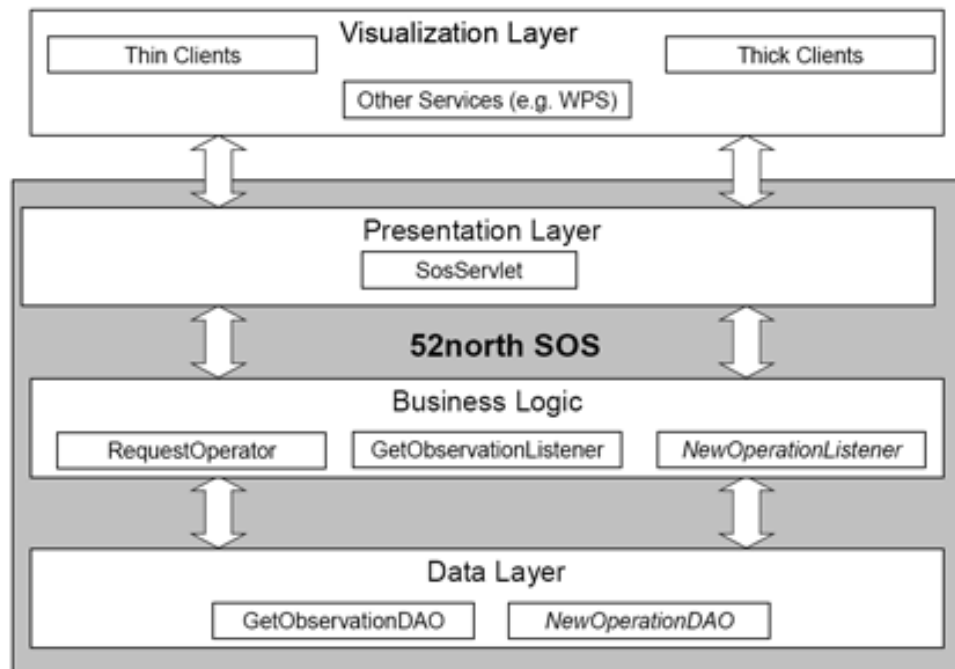 Visualization Layer
Thin Clients
Thick Clients
Other Services (e.g. WPS)
Presentation Layer
SosServlet
52north SOS
Business Logic
RequestOperator
GetObservationListener
NewOperationListener
Data Layer
GetObservationDAO
NewOperationDAO